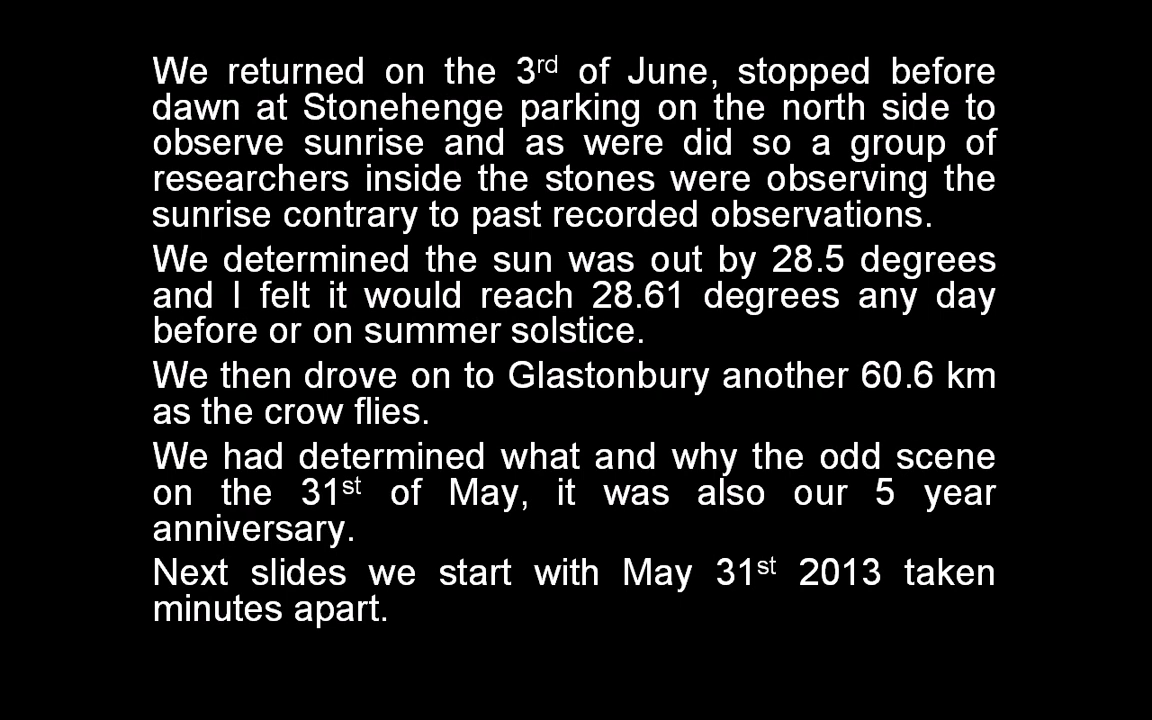 We returned on the 3rd of June, stopped before
dawn at Stonehenge parking on the north side to
observe sunrise and as were did so a group of
researchers inside the stones were observing the
sunrise contrary to past recorded observations.
We determined the sun was out by 28.5 degrees
and I felt it would reach 28.61 degrees any day
before or on summer solstice.
We then drove on to Glastonbury another 60.6 km
as the crow flies.
We had determined what and why the odd scene
on the 31st of May, it was also our 5 year
anniversary.
Next slides we start with May 31st 2013 taken
minutes apart.